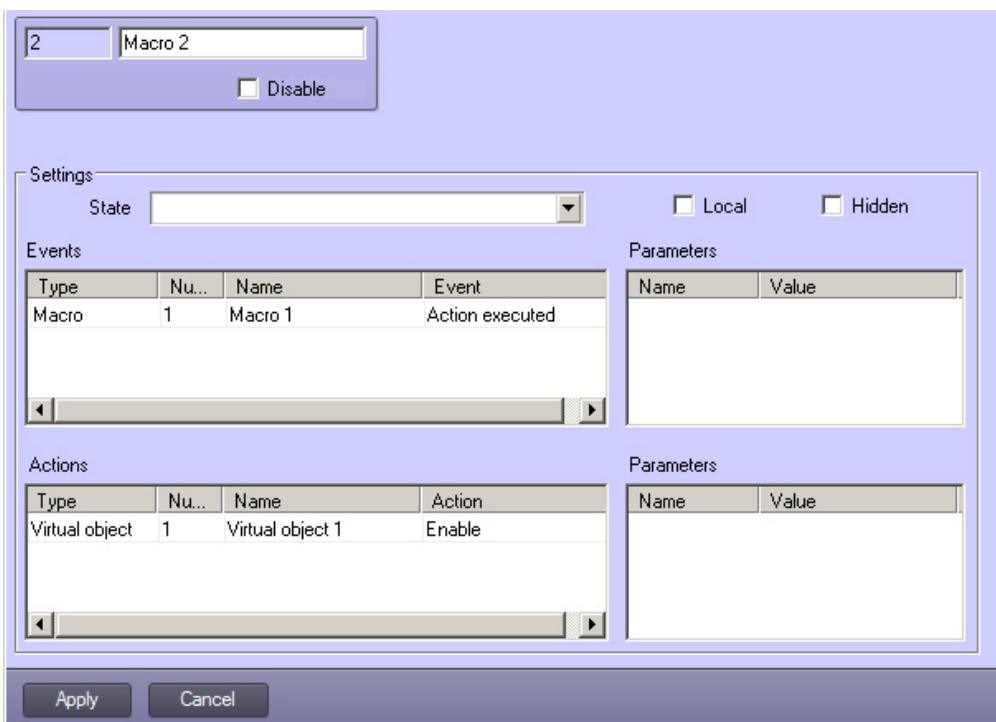 2 Macro 2
Disable
Settings
State Local Hidden
Events Parameters
Type Nu... Name Event Name Value
Macro 1 Macro 1 Action executed
Actions Parameters
Type Nu... Name Action Name Value
Virtual object 1 Virtual object 1 Enable
Apply Cancel